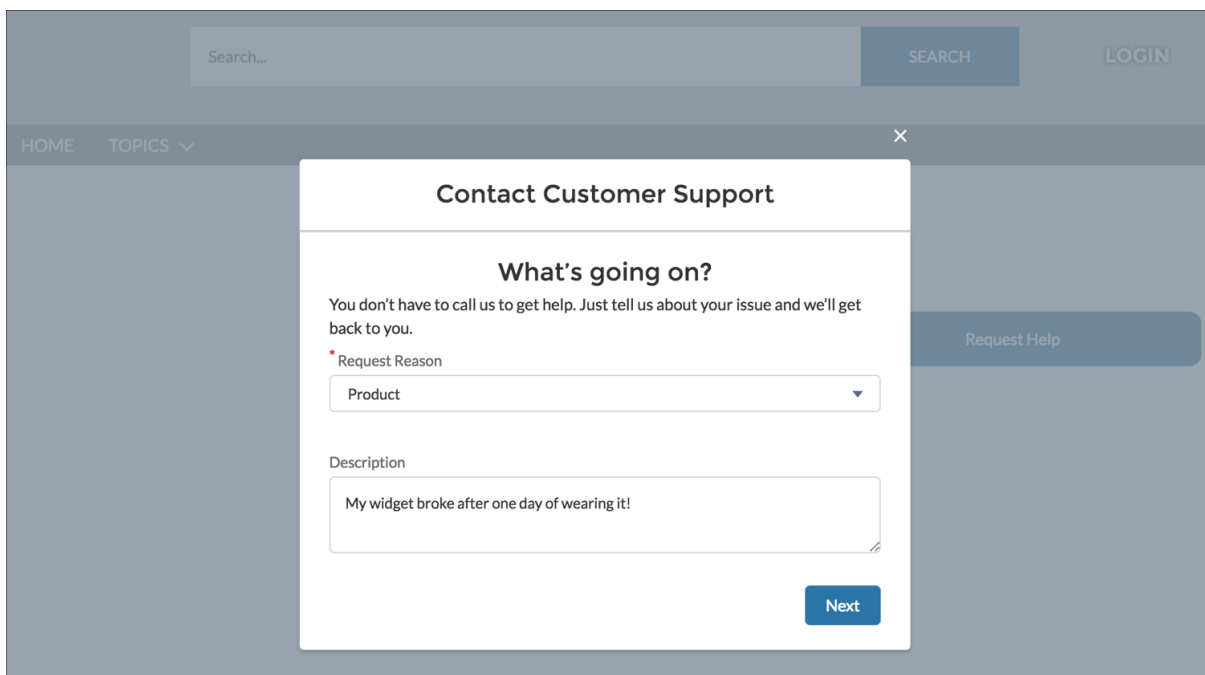 Search...
SEARCH
LOGIN
HOME
TOPICS
Contact Customer Support
What's going on?
You don't have to call us to get help. Just tell us about your issue and we'll get
back to you.
* Request Reason
Product
Request Help
Description
My widget broke after one day of wearing it!
Next